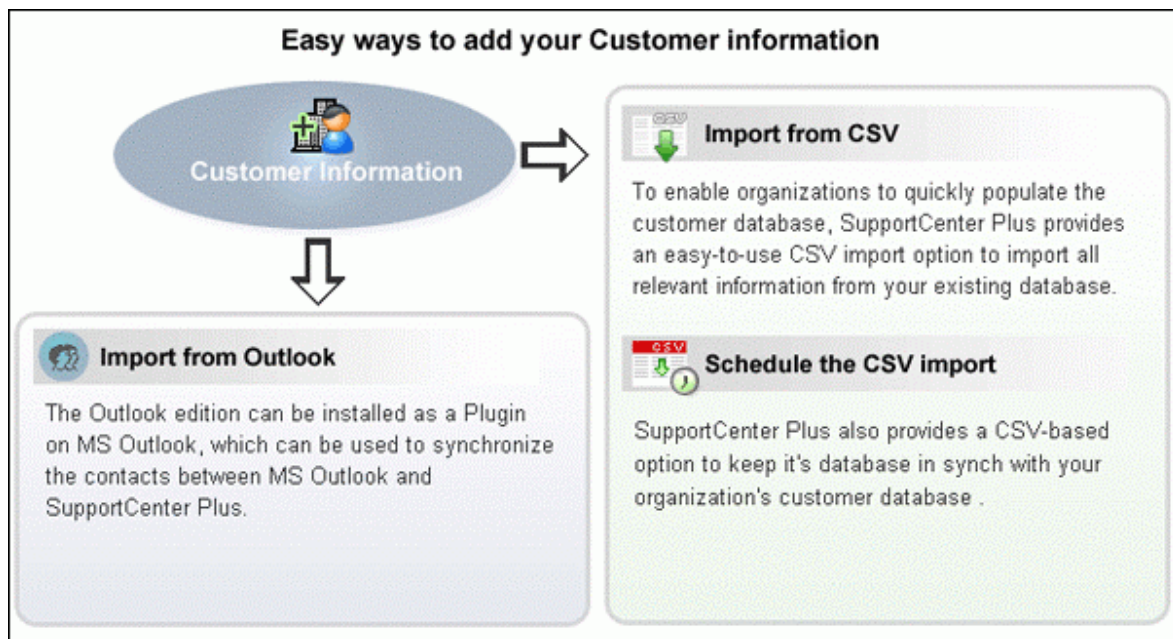 Easy ways to add your Customer information
Customer Information
CSV
Import from CSV
To enable organizations to quickly populate the
customer database, SupportCenter Plus provides
an easy-to-use CSV import option to import all
relevant information from your existing database.
CSV
Schedule the CSV import
SupportCenter Plus also provides a CSV-based
option to keep it's database in synch with your
organization's customer database .
Import from Outlook
The Outlook edition can be installed as a Plugin
on MS Outlook, which can be used to synchronize
the contacts between MS Outlook and
SupportCenter Plus.